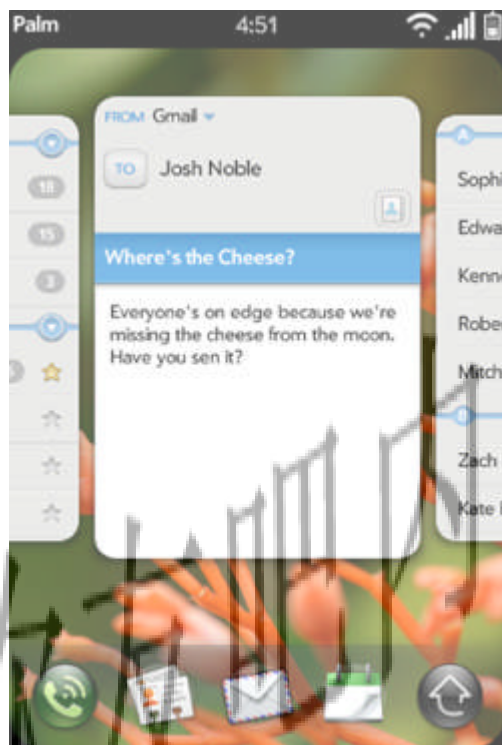 Palm 4:51
FROM Gmail
TO Josh Noble
Where's the Cheese?
Everyone's on edge because we're
missing the cheese from the moon.
Have you sen it?
18
15
3
A
Sophi
Edwa
Kenne
Rober
Mitch
Zach
Kate